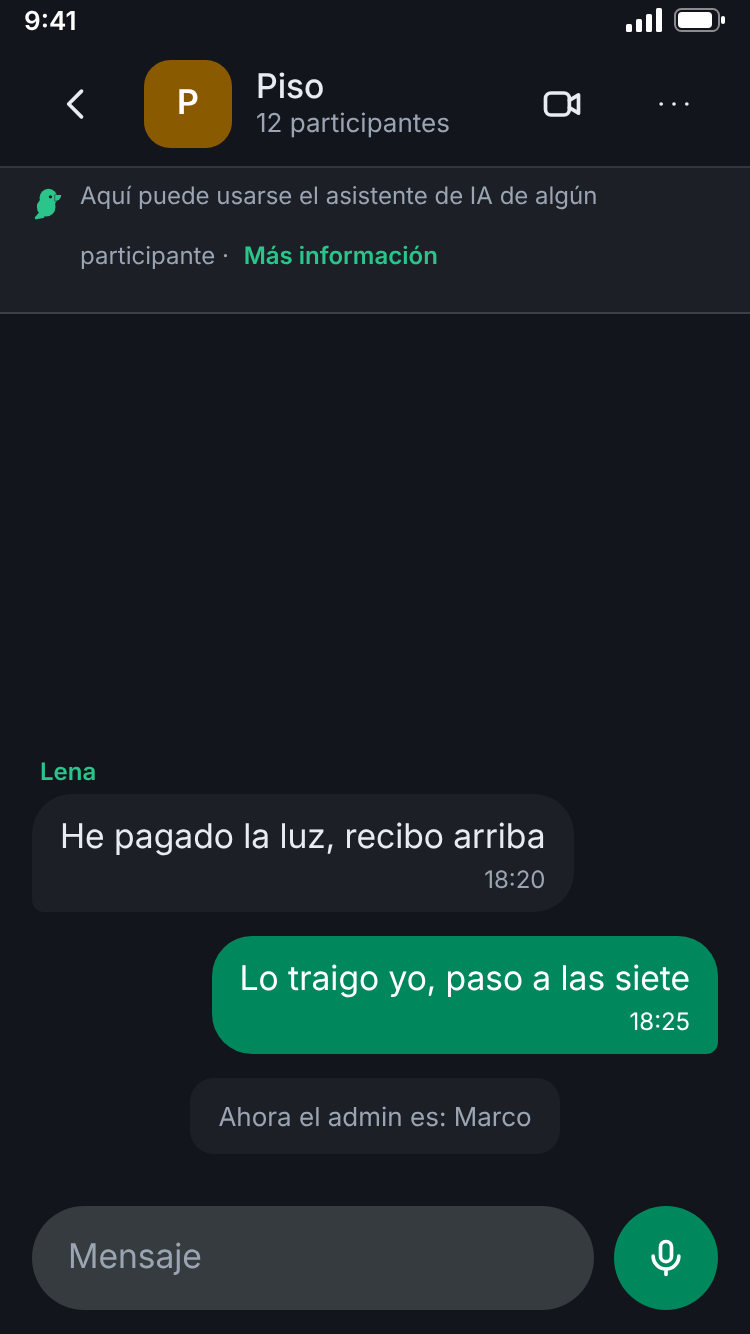 9:41
P
Piso
12 participantes
Aquí puede usarse el asistente de IA de algún
participante · Más información
Lena
He pagado la luz, recibo arriba
18:20
Lo traigo yo, paso a las siete
18:25
Ahora el admin es: Marco
Mensaje